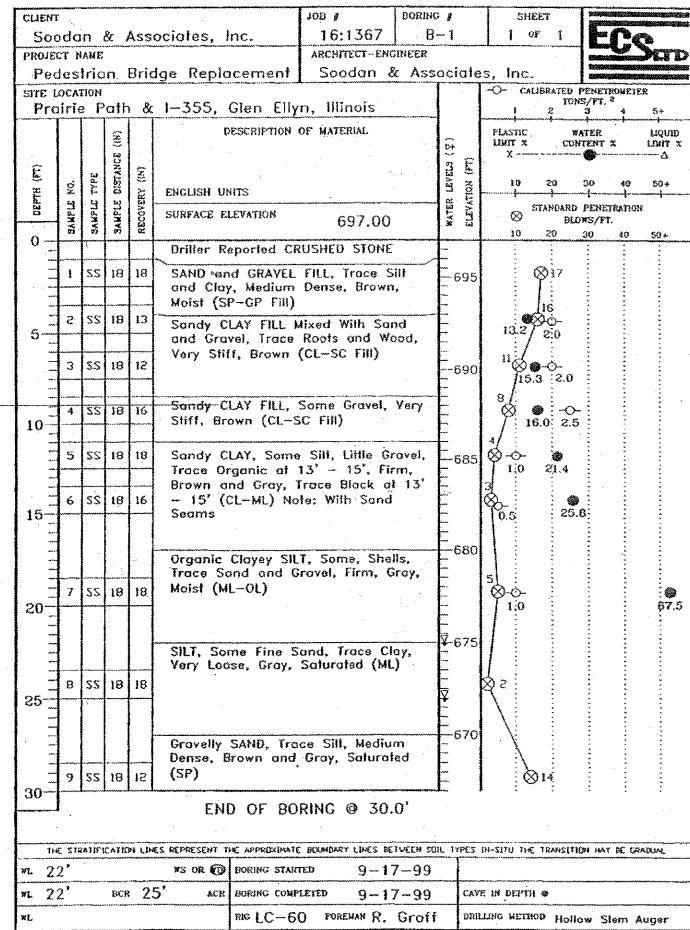 CLIENT
Soodan & Associates, Inc.
JOB #
16:1367
BORING #
B-1
SHEET
1 OF 1
ECS LTD
PROJECT NAME
Pedestrian Bridge Replacement
ARCHITECT-ENGINEER
Soodan & Associates, Inc.
SITE LOCATION
Prairie Path & I-355, Glen Ellyn, Illinois
CALIBRATED PENETROMETER
TONS/FT. 2
1 2 3 4 5+
PLASTIC WATER LIQUID
LIMIT % CONTENT % LIMIT %
X Δ
10 20 30 40 50+
STANDARD PENETRATION
BLOWS/FT.
10 20 30 40 50+
DEPTH (FT)
SAMPLE NO.
SAMPLE TYPE
SAMPLE DISTANCE (IN)
RECOVERY (IN)
DESCRIPTION OF MATERIAL
ENGLISH UNITS
SURFACE ELEVATION 697.00
WATER LEVELS (∇)
ELEVATION (FT)
0
Driller Reported CRUSHED STONE
1 SS 18 18 SAND and GRAVEL FILL, Trace Silt
and Clay, Medium Dense, Brown,
Moist (SP-GP Fill)
695
17
16
5
2 SS 18 13 Sandy CLAY FILL Mixed With Sand
and Gravel, Trace Roots and Wood,
Very Stiff, Brown (CL-SC Fill)
13.2 2.0
11
3 SS 18 12
690
15.3 2.0
4 SS 18 16 Sandy CLAY FILL, Some Gravel, Very
Stiff, Brown (CL-SC Fill)
16.0 2.5
10
5 SS 18 18 Sandy CLAY, Some Silt, Little Gravel,
Trace Organic at 13' - 15', Firm,
Brown and Gray, Trace Black at 13'
- 15' (CL-ML) Note: With Sand
Seams
4
685
1.0 21.4
6 SS 18 16
3
0.5 25.8
15
680
Organic Clayey SILT, Some, Shells,
Trace Sand and Gravel, Firm, Gray,
Moist (ML-OL)
7 SS 18 18
5
1.0 67.5
20
675
SILT, Some Fine Sand, Trace Clay,
Very Loose, Gray, Saturated (ML)
8 SS 18 18
2
25
670
Gravelly SAND, Trace Silt, Medium
Dense, Brown and Gray, Saturated
(SP)
9 SS 18 12
14
30
END OF BORING @ 30.0'
THE STRATIFICATION LINES REPRESENT THE APPROXIMATE BOUNDARY LINES BETWEEN SOIL TYPES IN-SITU THE TRANSITION MAY BE GRADUAL
WL 22' WS OR WD BORING STARTED 9-17-99
WL 22' BCR 25' ACR BORING COMPLETED 9-17-99 CAVE IN DEPTH @
WL RIG LC-60 FOREMAN R. Groff DRILLING METHOD Hollow Stem Auger